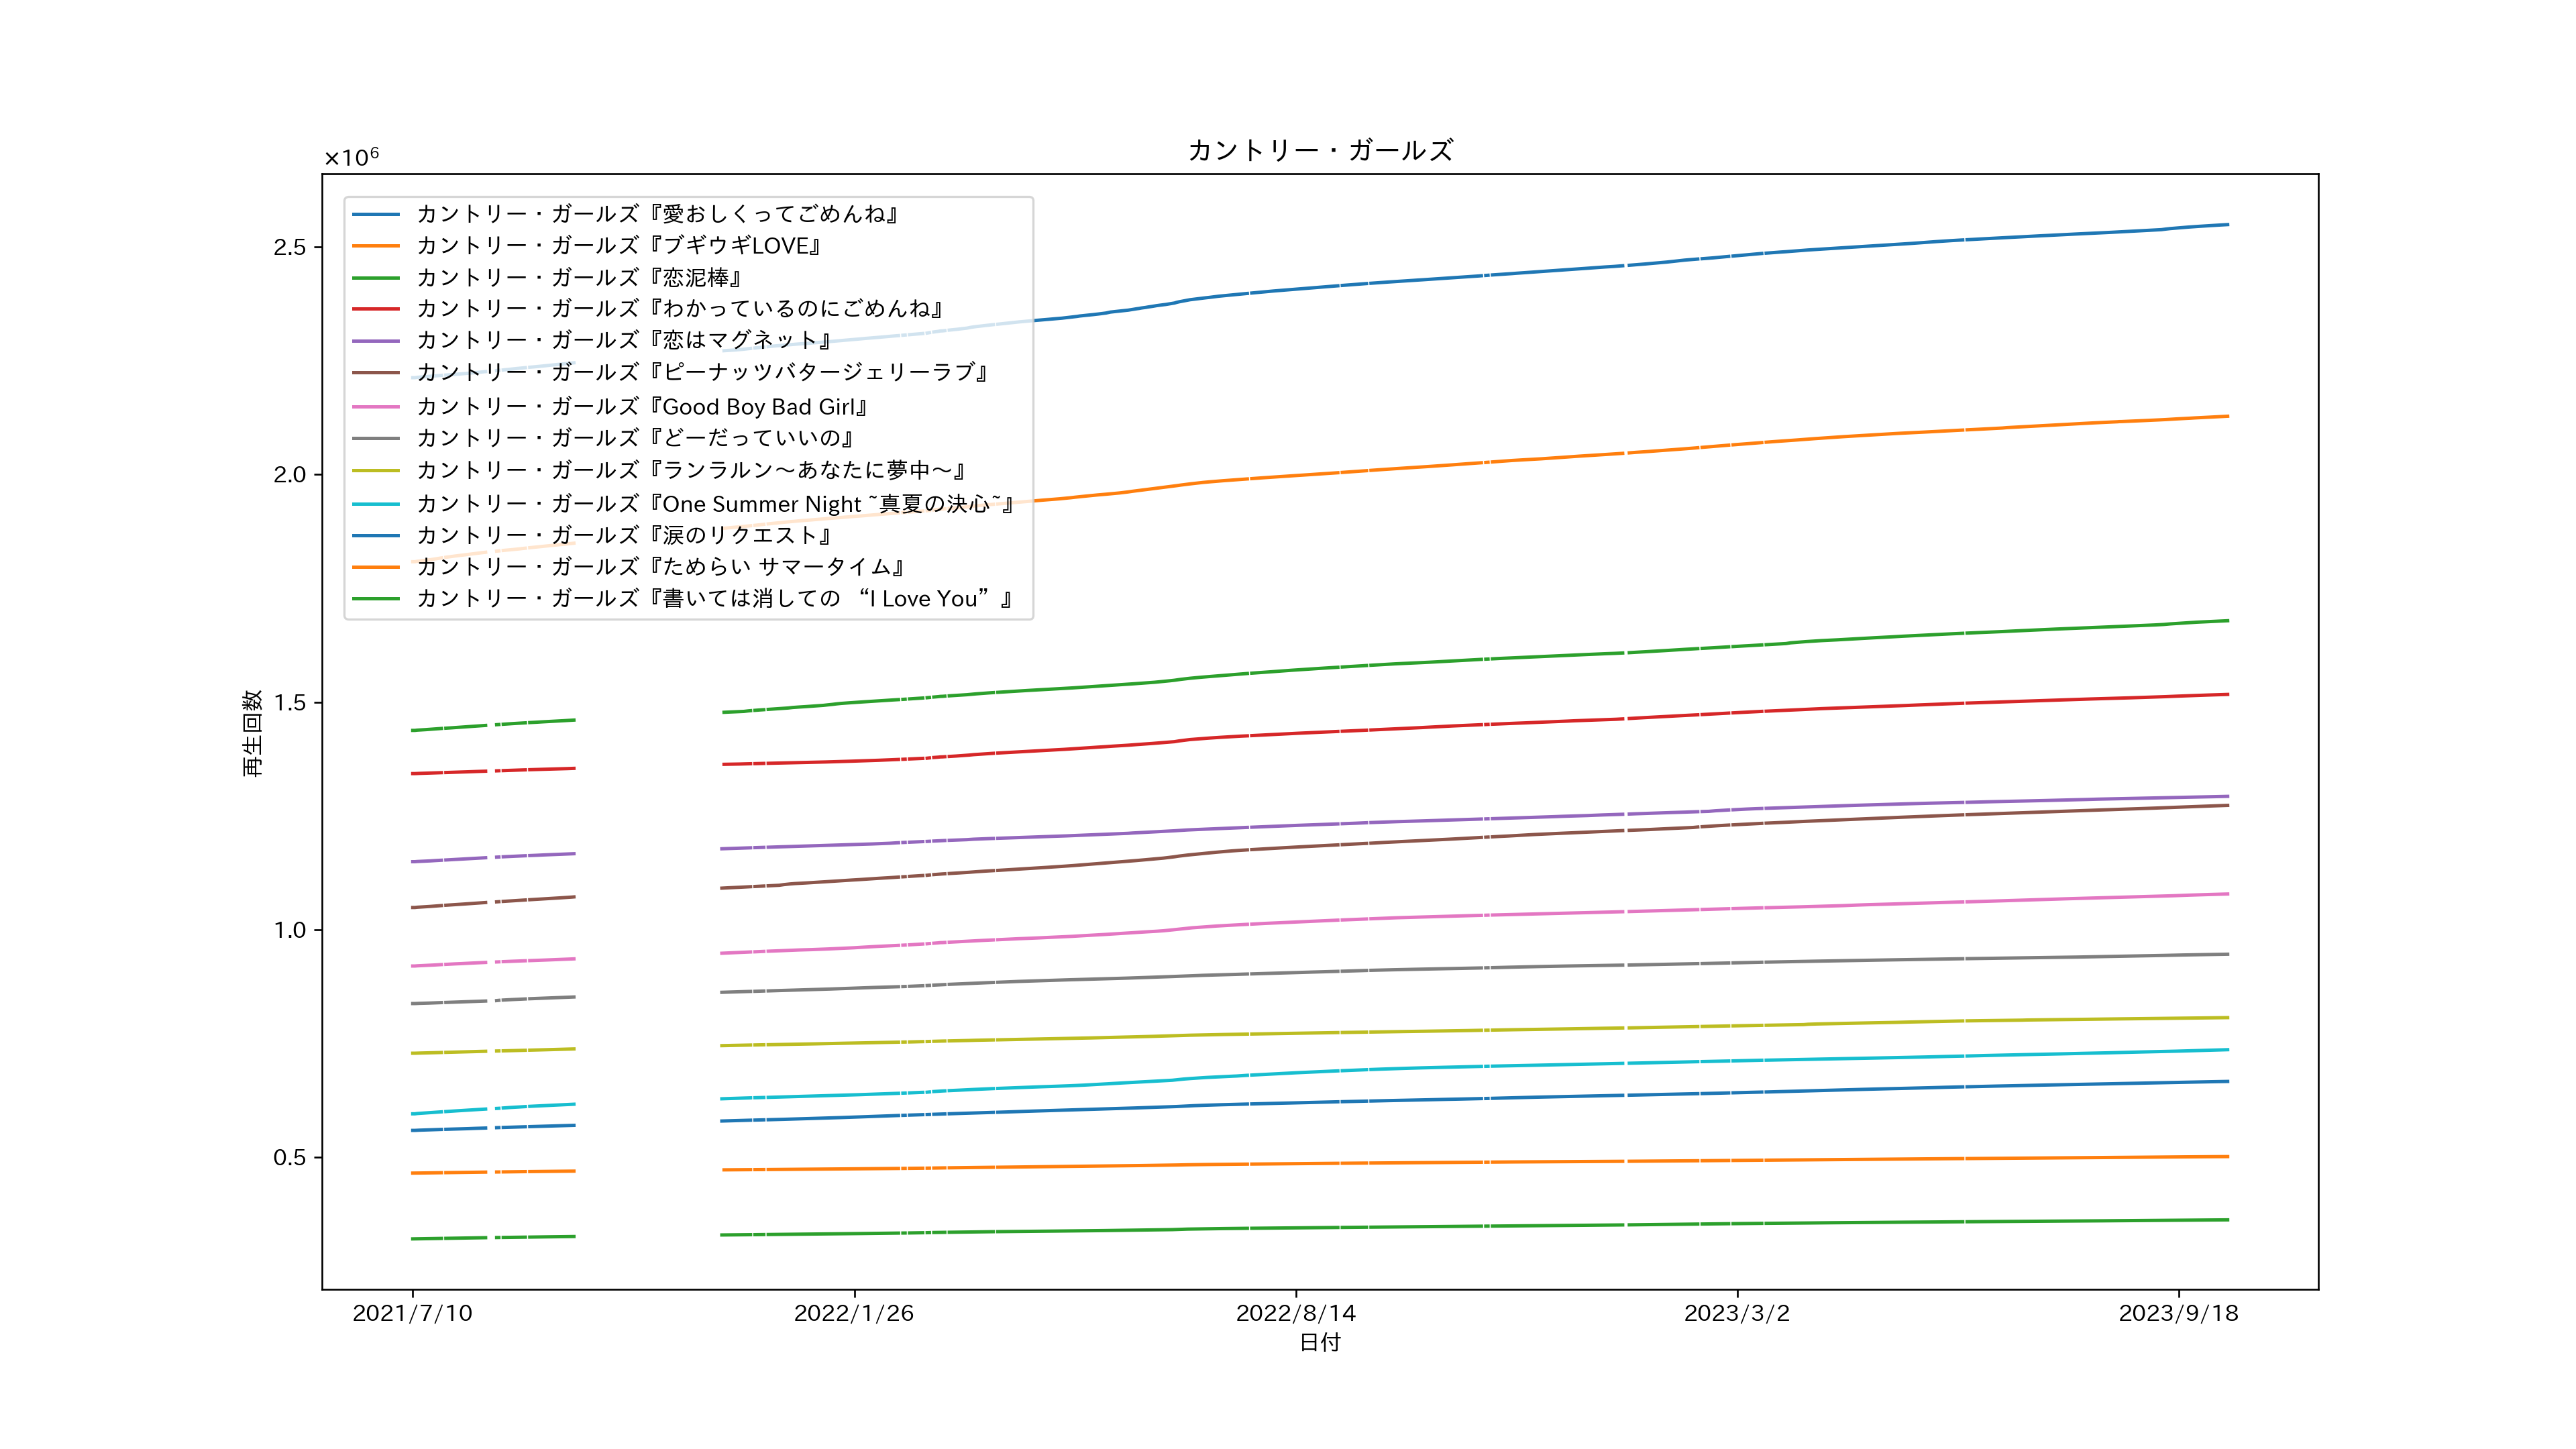 カントリー・ガールズ
×10⁶
カントリー・ガールズ『愛おしくってごめんね』
カントリー・ガールズ『ブギウギLOVE』
カントリー・ガールズ『恋泥棒』
カントリー・ガールズ『わかっているのにごめんね』
カントリー・ガールズ『恋はマグネット』
カントリー・ガールズ『ピーナッツバタージェリーラブ』
カントリー・ガールズ『Good Boy Bad Girl』
カントリー・ガールズ『どーだっていいの』
カントリー・ガールズ『ランラルン〜あなたに夢中〜』
カントリー・ガールズ『One Summer Night ~真夏の決心~』
カントリー・ガールズ『涙のリクエスト』
カントリー・ガールズ『ためらい サマータイム』
カントリー・ガールズ『書いては消しての “I Love You” 』
2.5
2.0
1.5
1.0
0.5
再生回数
2021/7/10
2022/1/26
2022/8/14
2023/3/2
2023/9/18
日付